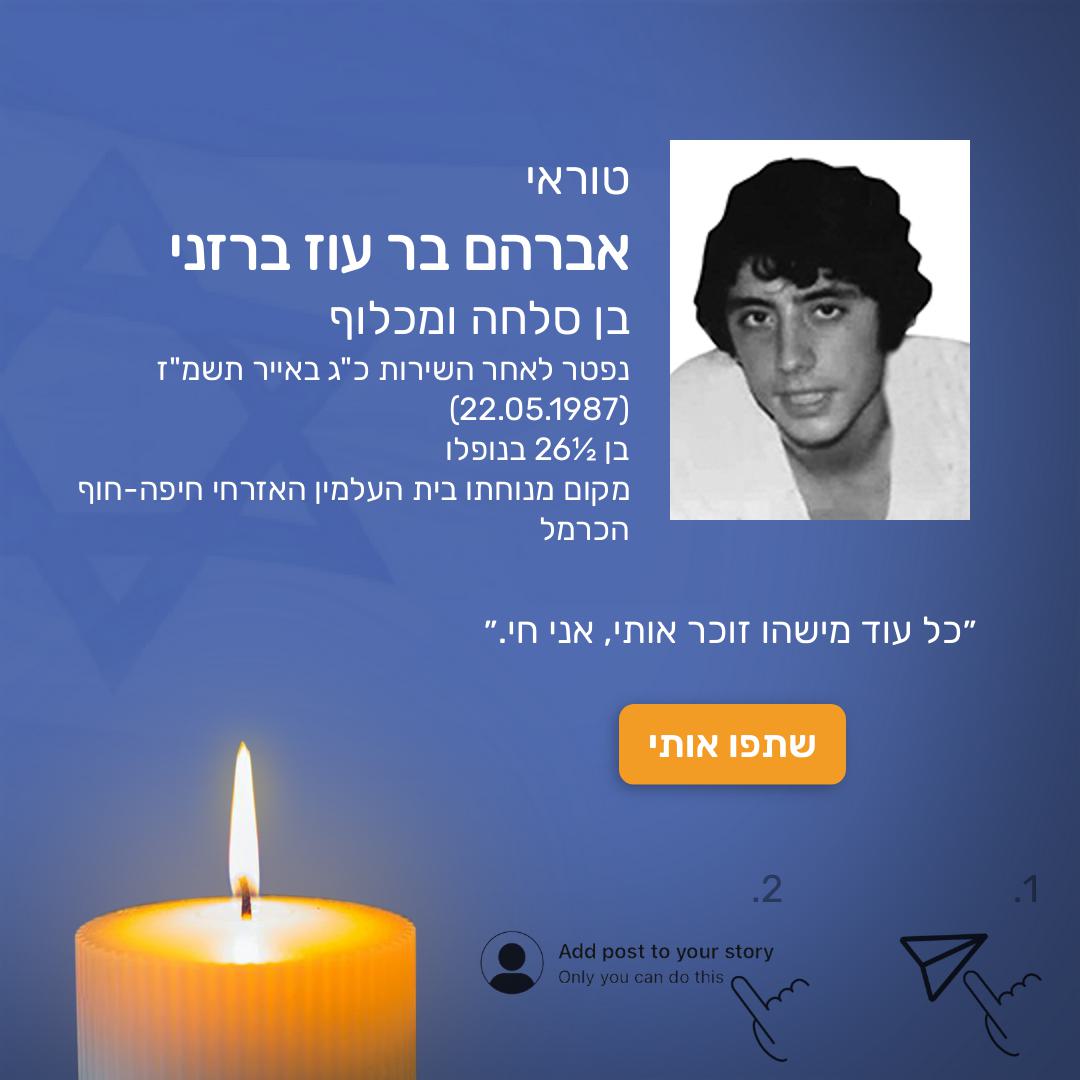 טוראי
אברהם בר עוז ברזני
בן סלחה ומכלוף
נפטר לאחר השירות כ"ג באייר תשמ"ז
(22.05.1987)
בן 26½ בנופלו
מקום מנוחתו בית העלמין האזרחי חיפה-חוף
הכרמל
״כל עוד מישהו זוכר אותי, אני חי.״
שתפו אותי
1.
2.
Add post to your story
Only you can do this